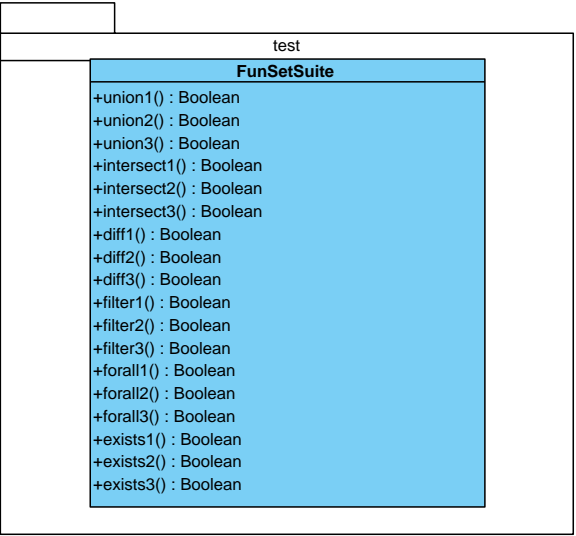 test
FunSetSuite
+union1() : Boolean
+union2() : Boolean
+union3() : Boolean
+intersect1() : Boolean
+intersect2() : Boolean
+intersect3() : Boolean
+diff1() : Boolean
+diff2() : Boolean
+diff3() : Boolean
+filter1() : Boolean
+filter2() : Boolean
+filter3() : Boolean
+forall1() : Boolean
+forall2() : Boolean
+forall3() : Boolean
+exists1() : Boolean
+exists2() : Boolean
+exists3() : Boolean